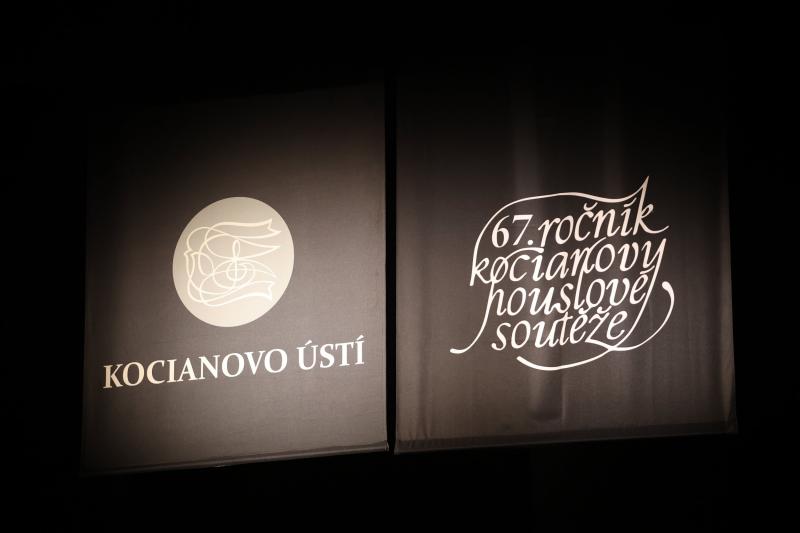 KOCIANOVO ÚSTÍ
67. ročník
kocianovy
houslové
soutěže